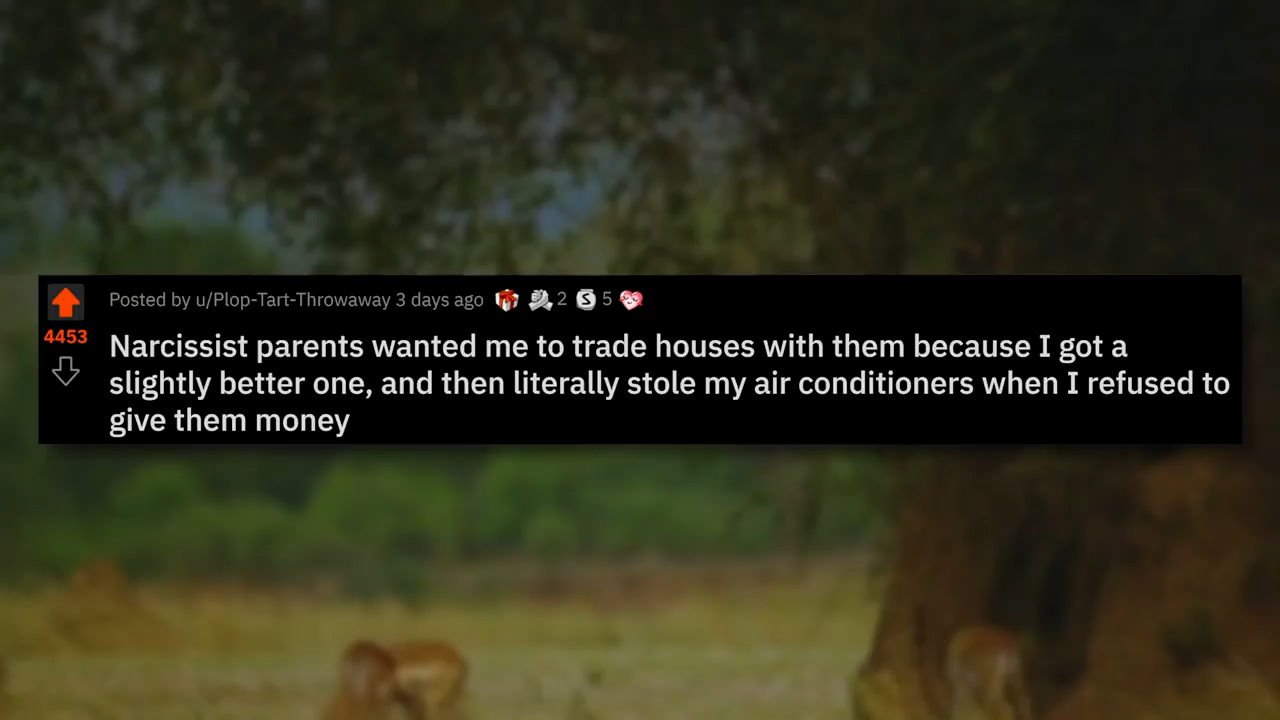 Posted by u/Plop-Tart-Throwaway 3 days ago 2 S 5
4453
Narcissist parents wanted me to trade houses with them because I got a
slightly better one, and then literally stole my air conditioners when I refused to
give them money